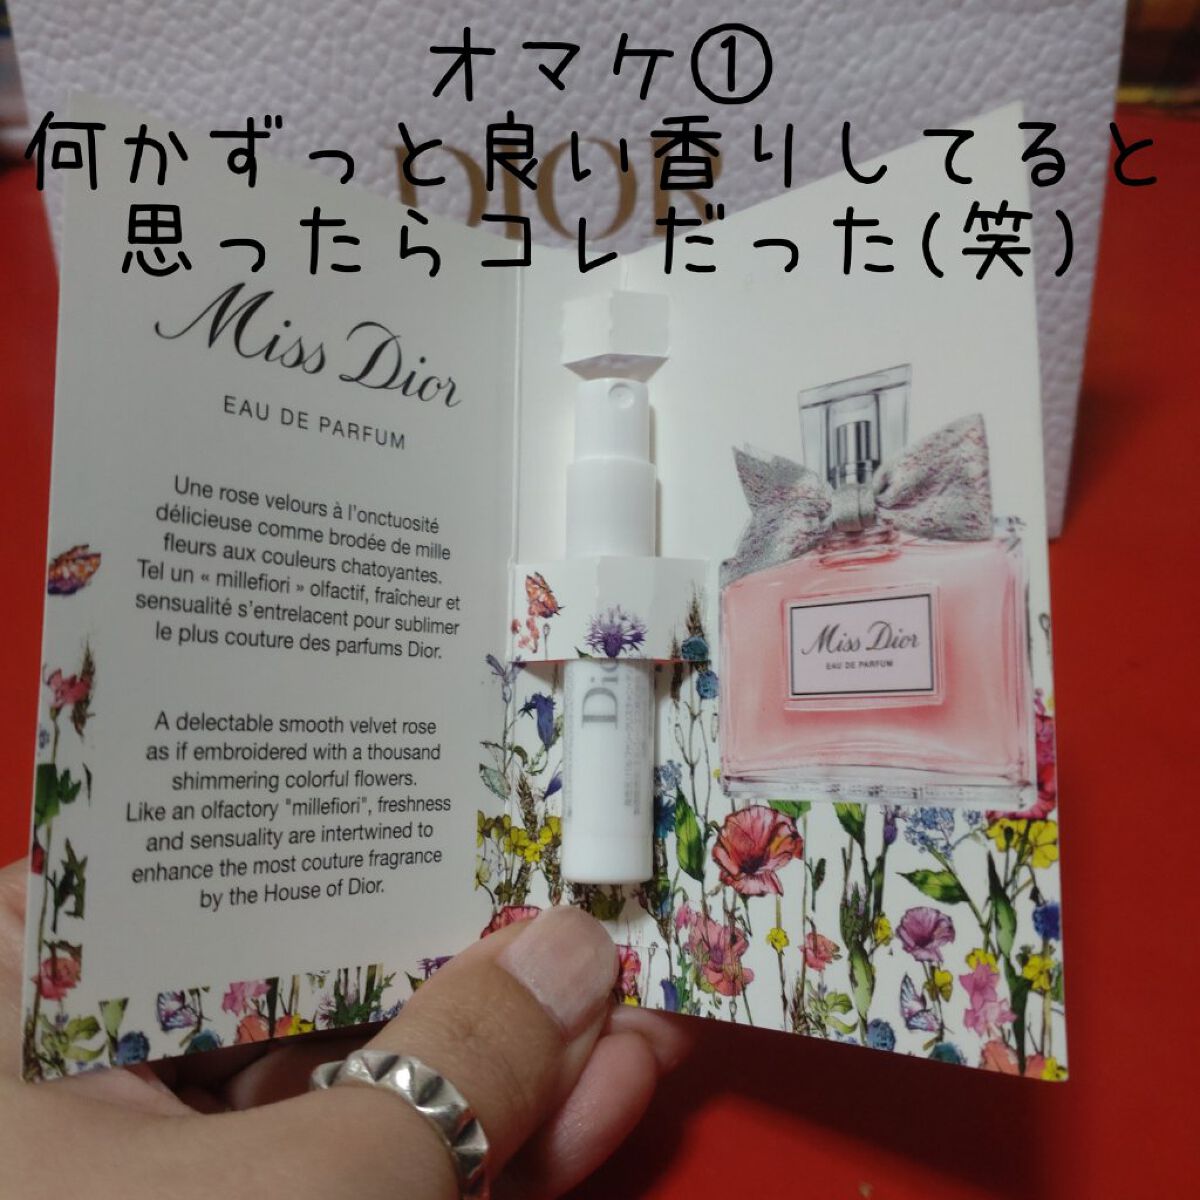 オマケ①
何かずっと良い香りしてると
思ったらコレだった(笑)
DIOR
Miss Dior
EAU DE PARFUM
Une rose velours à l'onctuosité
délicieuse comme brodée de mille
fleurs aux couleurs chatoyantes.
Tel un « millefiori » olfactif, fraîcheur et
sensualité s'entrelacent pour sublimer
le plus couture des parfums Dior.
A delectable smooth velvet rose
as if embroidered with a thousand
shimmering colorful flowers.
Like an olfactory "millefiori", freshness
and sensuality are intertwined to
enhance the most couture fragrance
by the House of Dior.
Dio
Miss Dior
EAU DE PARFUM